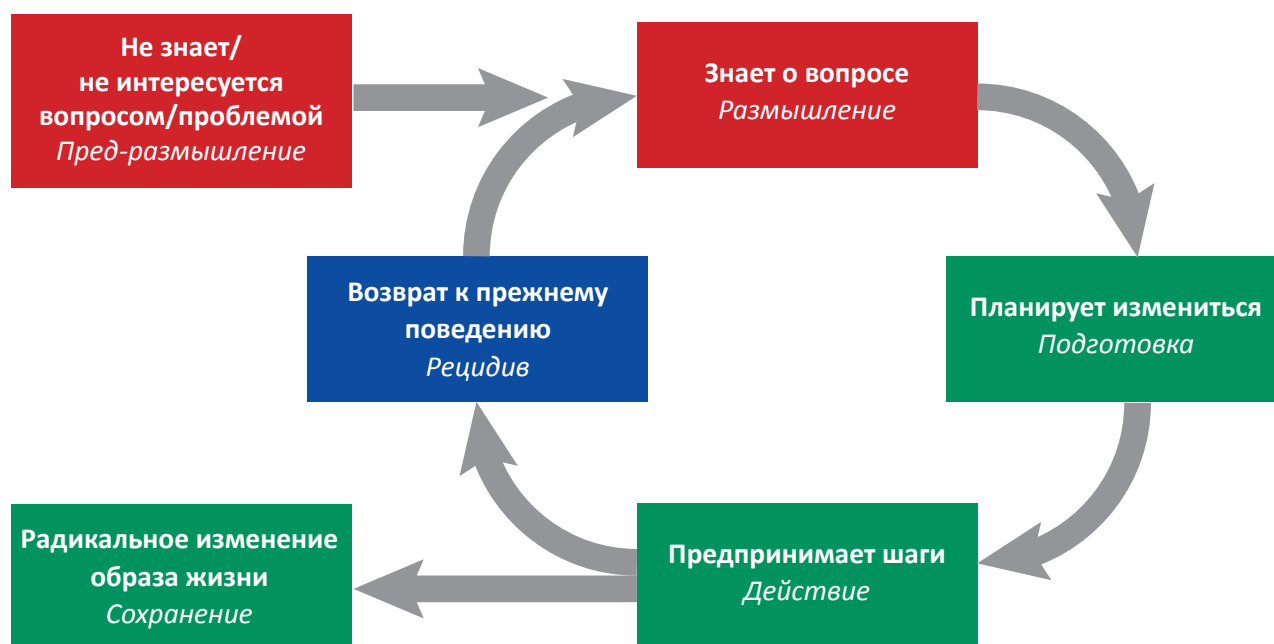 Не знает/
не интересуется
вопросом/проблемой
Пред-размышление
Знает о вопросе
Размышление
Возврат к прежнему
поведению
Рецидив
Планирует измениться
Подготовка
Радикальное изменение
образа жизни
Сохранение
Предпринимает шаги
Действие